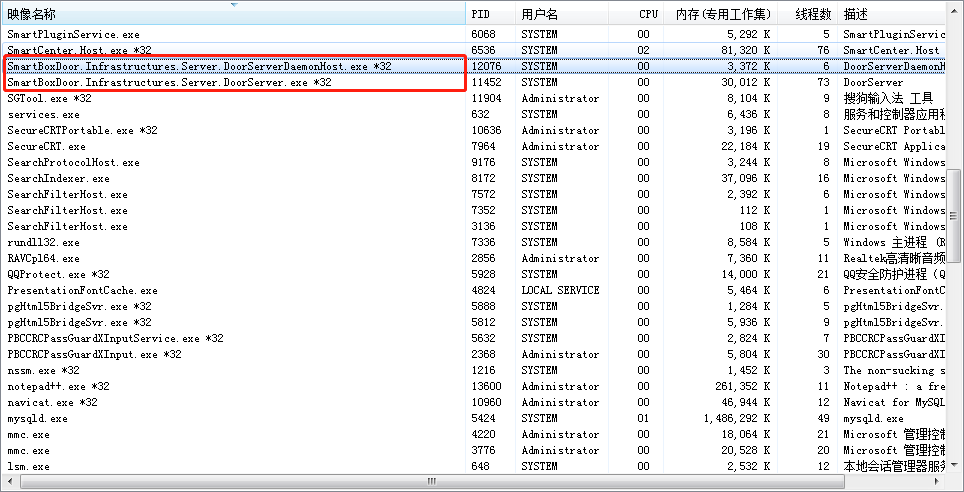 映像名称 PID 用户名 CPU 内存(专用工作集) 线程数 描述
SmartPluginService.exe 6068 SYSTEM 00 5,292 K 5 SmartPluginServic
SmartCenter.Host.exe *32 6536 SYSTEM 02 81,320 K 76 SmartCenter.Host
SmartBoxDoor.Infrastructures.Server.DoorServerDaemonHost.exe *32 12076 SYSTEM 00 3,372 K 6 DoorServerDaemonH
SmartBoxDoor.Infrastructures.Server.DoorServer.exe *32 11452 SYSTEM 00 30,012 K 73 DoorServer
SGTool.exe *32 11904 Administrator 00 8,104 K 9 搜狗输入法 工具
services.exe 632 SYSTEM 00 6,436 K 8 服务和控制器应用程
SecureCRTPortable.exe *32 10636 Administrator 00 3,196 K 1 SecureCRT Portabl
SecureCRT.exe 7964 Administrator 00 22,184 K 19 SecureCRT Applica
SearchProtocolHost.exe 9176 SYSTEM 00 3,244 K 8 Microsoft Windows
SearchIndexer.exe 8172 SYSTEM 00 37,096 K 16 Microsoft Windows
SearchFilterHost.exe 7572 SYSTEM 00 2,392 K 6 Microsoft Windows
SearchFilterHost.exe 7352 SYSTEM 00 112 K 1 Microsoft Windows
SearchFilterHost.exe 3136 SYSTEM 00 108 K 1 Microsoft Windows
rundll32.exe 7336 SYSTEM 00 8,584 K 5 Windows 主进程 (R
RAVCpl64.exe 2856 Administrator 00 7,360 K 11 Realtek高清晰音频
QQProtect.exe *32 5928 SYSTEM 00 14,000 K 21 QQ安全防护进程（Q
PresentationFontCache.exe 4824 LOCAL SERVICE 00 5,464 K 6 PresentationFontC
pgHtml5BridgeSvr.exe *32 5888 SYSTEM 00 1,284 K 5 pgHtml5BridgeSvr.
pgHtml5BridgeSvr.exe *32 5812 SYSTEM 00 5,936 K 9 pgHtml5BridgeSvr.
PBCCRCPassGuardXInputService.exe *32 5632 SYSTEM 00 2,824 K 7 PBCCRCPassGuardXI
PBCCRCPassGuardXInput.exe *32 2368 Administrator 00 5,804 K 30 PBCCRCPassGuardXI
nssm.exe *32 1216 SYSTEM 00 1,452 K 3 The non-sucking s
notepad++.exe *32 13600 Administrator 00 261,352 K 11 Notepad++ : a fre
navicat.exe *32 10960 Administrator 00 46,944 K 12 Navicat for MySQL
mysqld.exe 5424 SYSTEM 01 1,486,292 K 49 mysqld.exe
mmc.exe 4220 Administrator 00 18,064 K 21 Microsoft 管理控制
mmc.exe 3776 Administrator 00 20,528 K 20 Microsoft 管理控制
lsm.exe 648 SYSTEM 00 2,532 K 12 本地会话管理器服务